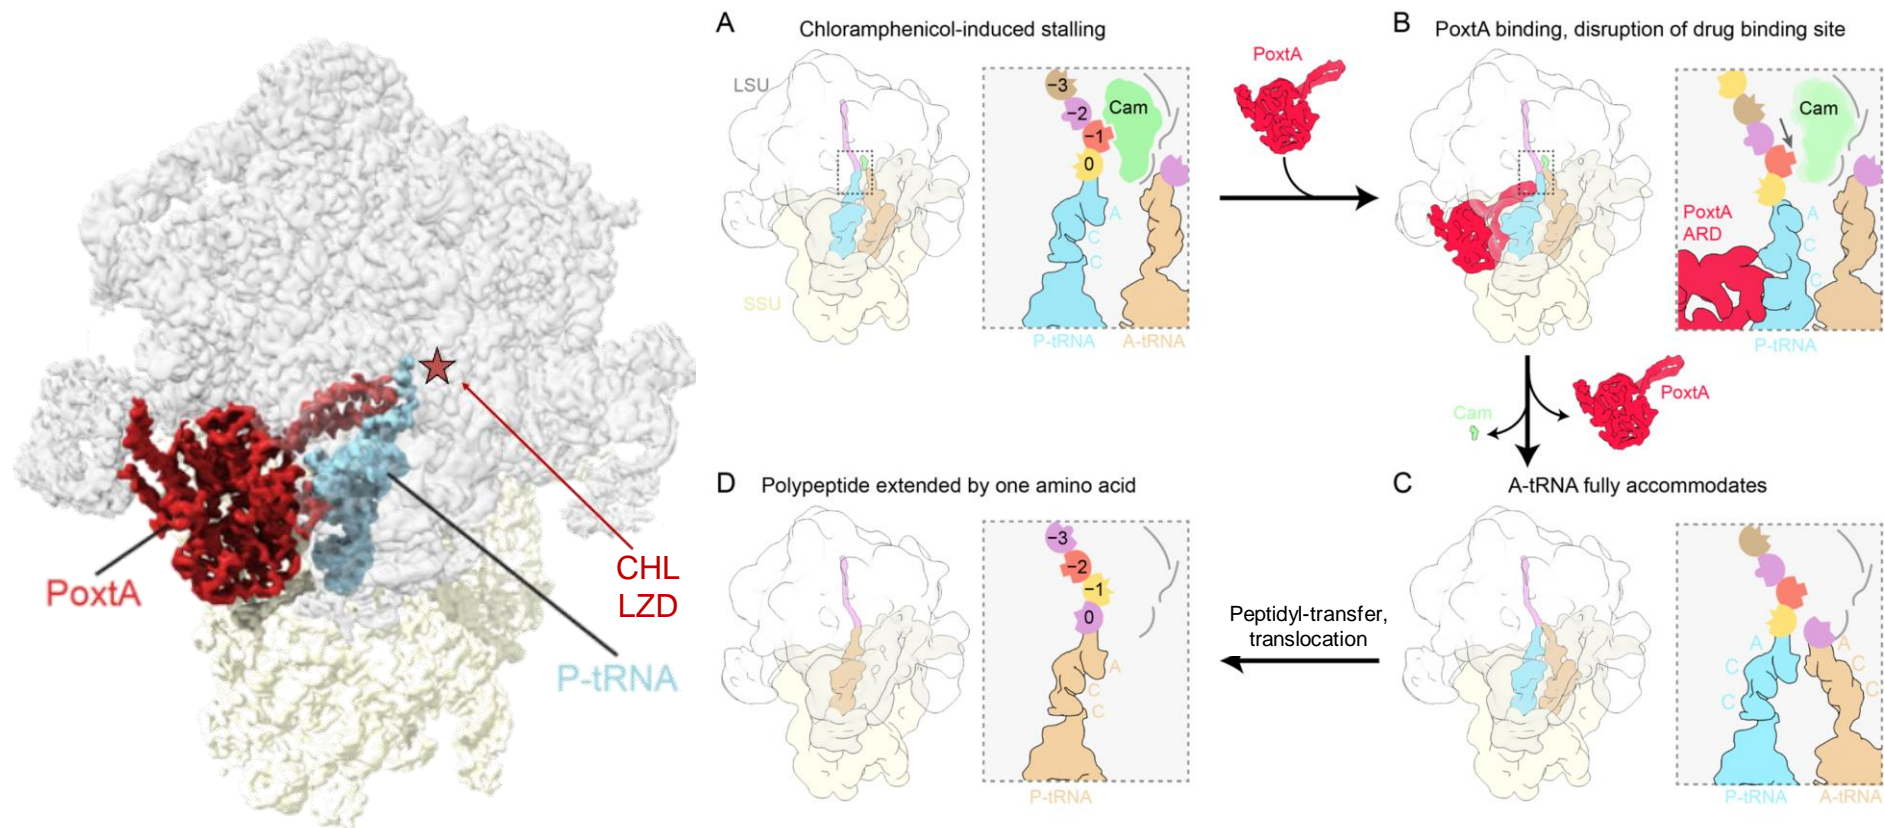 PoxtA
P-tRNA
CHL
LZD
A
Chloramphenicol-induced stalling
LSU
SSU
−3
−2
−1
0
Cam
A
C
C
P-tRNA
A-tRNA
PoxtA
B
PoxtA binding, disruption of drug binding site
Cam
PoxtA
ARD
A
C
C
P-tRNA
Cam
PoxtA
C
A-tRNA fully accommodates
A
C
C
A
C
C
P-tRNA
A-tRNA
Peptidyl-transfer,
translocation
D
Polypeptide extended by one amino acid
−3
−2
−1
0
A
C
C
P-tRNA